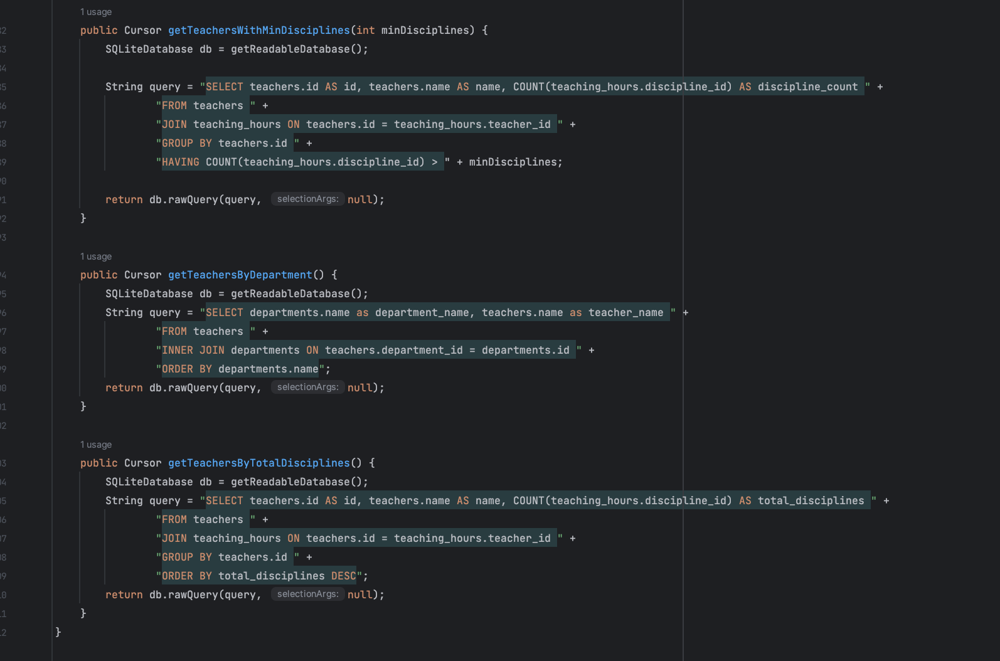 1 usage
public Cursor getTeachersWithMinDisciplines(int minDisciplines) {
SQLiteDatabase db = getReadableDatabase();
String query = "SELECT teachers.id AS id, teachers.name AS name, COUNT(teaching_hours.discipline_id) AS discipline_count " +
"FROM teachers " +
"JOIN teaching_hours ON teachers.id = teaching_hours.teacher_id " +
"GROUP BY teachers.id " +
"HAVING COUNT(teaching_hours.discipline_id) > " + minDisciplines;
return db.rawQuery(query, selectionArgs: null);
}
1 usage
public Cursor getTeachersByDepartment() {
SQLiteDatabase db = getReadableDatabase();
String query = "SELECT departments.name as department_name, teachers.name as teacher_name " +
"FROM teachers " +
"INNER JOIN departments ON teachers.department_id = departments.id " +
"ORDER BY departments.name";
return db.rawQuery(query, selectionArgs: null);
}
1 usage
public Cursor getTeachersByTotalDisciplines() {
SQLiteDatabase db = getReadableDatabase();
String query = "SELECT teachers.id AS id, teachers.name AS name, COUNT(teaching_hours.discipline_id) AS total_disciplines " +
"FROM teachers " +
"JOIN teaching_hours ON teachers.id = teaching_hours.teacher_id " +
"GROUP BY teachers.id " +
"ORDER BY total_disciplines DESC";
return db.rawQuery(query, selectionArgs: null);
}
}